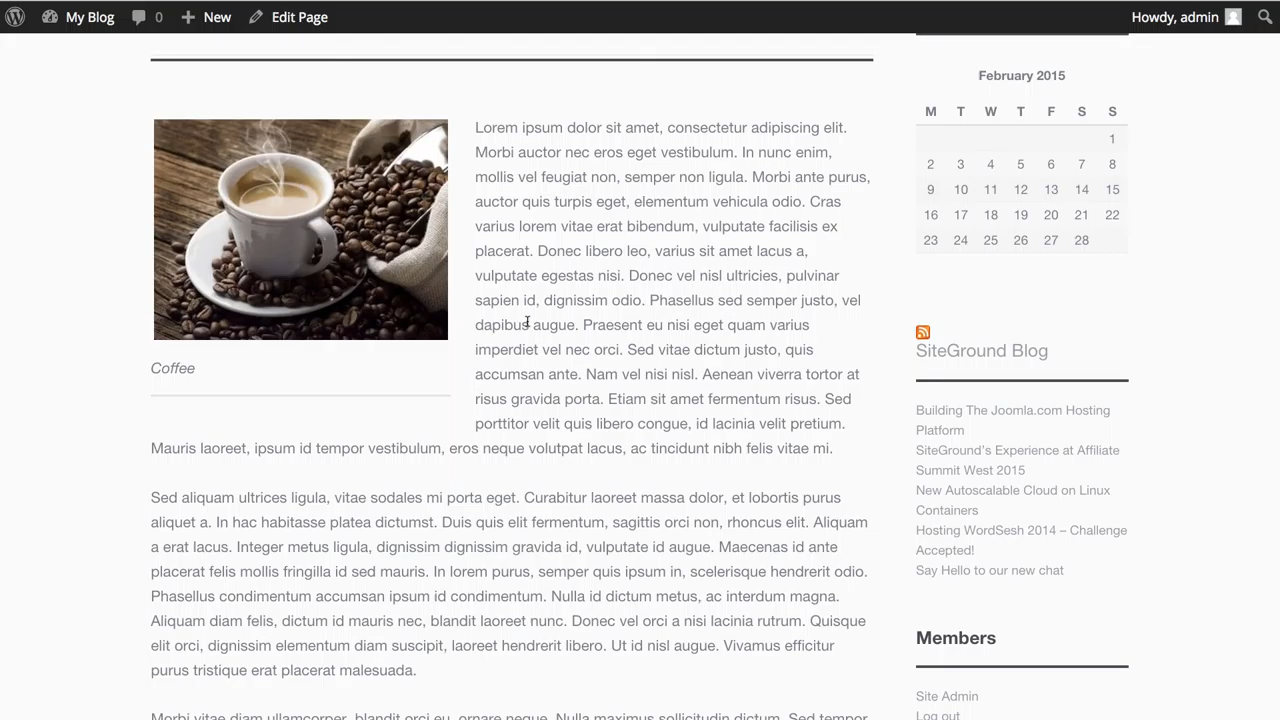 My Blog 0 New Edit Page Howdy, admin
Lorem ipsum dolor sit amet, consectetur adipiscing elit.
Morbi auctor nec eros eget vestibulum. In nunc enim,
mollis vel feugiat non, semper non ligula. Morbi ante purus,
auctor quis turpis eget, elementum vehicula odio. Cras
varius lorem vitae erat bibendum, vulputate facilisis ex
placerat. Donec libero leo, varius sit amet lacus a,
vulputate egestas nisi. Donec vel nisl ultricies, pulvinar
sapien id, dignissim odio. Phasellus sed semper justo, vel
dapibus augue. Praesent eu nisi eget quam varius
imperdiet vel nec orci. Sed vitae dictum justo, quis
accumsan ante. Nam vel nisi nisl. Aenean viverra tortor at
risus gravida porta. Etiam sit amet fermentum risus. Sed
porttitor velit quis libero congue, id lacinia velit pretium.
Mauris laoreet, ipsum id tempor vestibulum, eros neque volutpat lacus, ac tincidunt nibh felis vitae mi.
Coffee
Sed aliquam ultrices ligula, vitae sodales mi porta eget. Curabitur laoreet massa dolor, et lobortis purus
aliquet a. In hac habitasse platea dictumst. Duis quis elit fermentum, sagittis orci non, rhoncus elit. Aliquam
a erat lacus. Integer metus ligula, dignissim dignissim gravida id, vulputate id augue. Maecenas id ante
placerat felis mollis fringilla id sed mauris. In lorem purus, semper quis ipsum in, scelerisque hendrerit odio.
Phasellus condimentum accumsan ipsum id condimentum. Nulla id dictum metus, ac interdum magna.
Aliquam diam felis, dictum id mauris nec, blandit laoreet nunc. Donec vel orci a nisi lacinia rutrum. Quisque
elit orci, dignissim elementum diam suscipit, laoreet hendrerit libero. Ut id nisl augue. Vivamus efficitur
purus tristique erat placerat malesuada.
Morbi vitae diam ullamcorper, blandit orci eu, ornare neque. Nulla maximus sollicitudin dictum. Sed tempor
February 2015
M T W T F S S
1
2 3 4 5 6 7 8
9 10 11 12 13 14 15
16 17 18 19 20 21 22
23 24 25 26 27 28
SiteGround Blog
Building The Joomla.com Hosting
Platform
SiteGround's Experience at Affiliate
Summit West 2015
New Autoscalable Cloud on Linux
Containers
Hosting WordSesh 2014 – Challenge
Accepted!
Say Hello to our new chat
Members
Site Admin
Log out